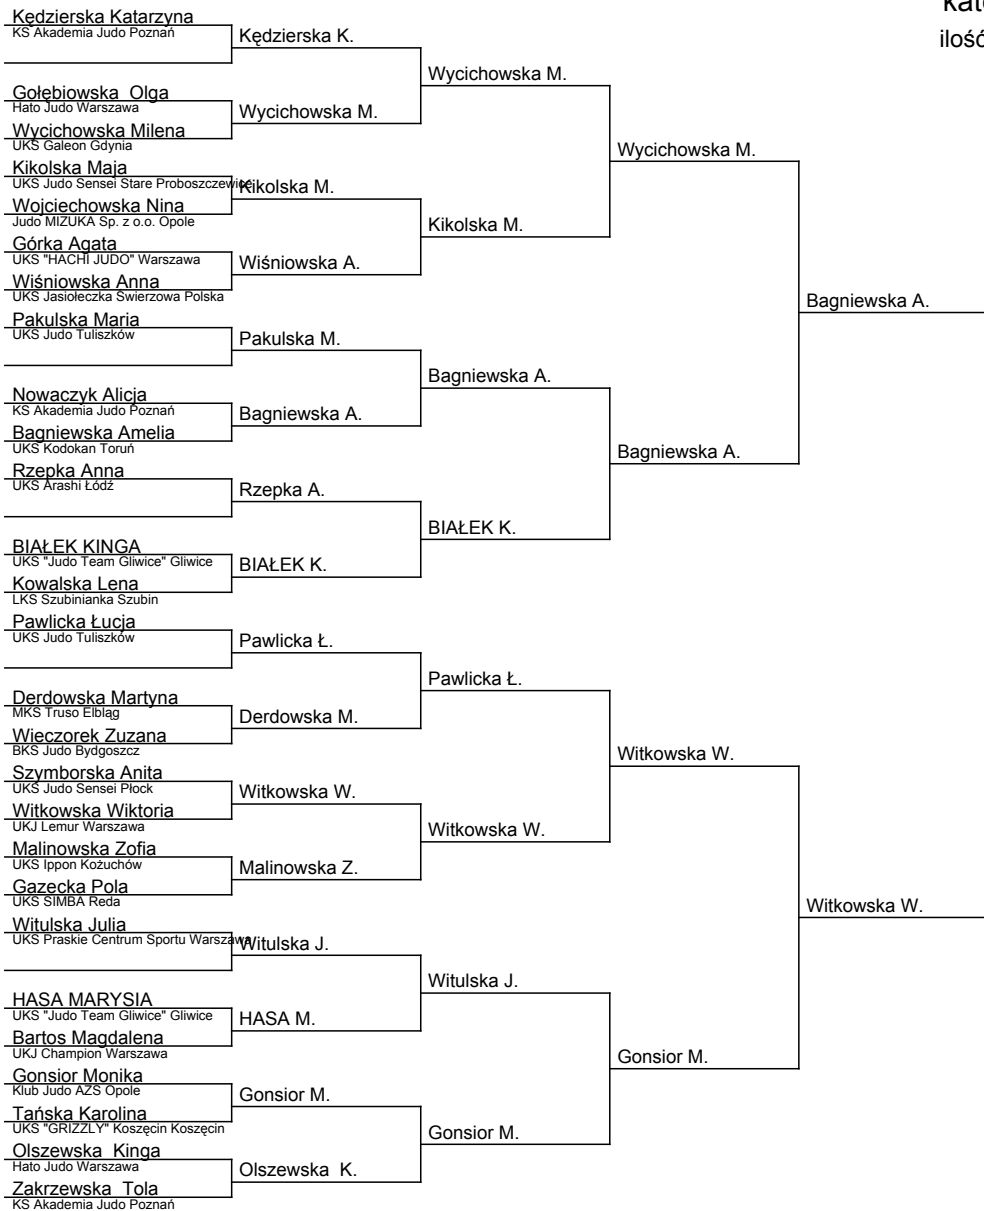 kat
ilość
Kędzierska Katarzyna
KS Akademia Judo Poznań
Gołębiowska  Olga
Hato Judo Warszawa
Wycichowska Milena
UKS Galeon Gdynia
Kikolska Maja
UKS Judo Sensei Stare Proboszczewice
Wojciechowska Nina
Judo MIZUKA Sp. z o.o. Opole
Górka Agata
UKS "HACHI JUDO" Warszawa
Wiśniowska Anna
UKS Jasiołeczka Świerzowa Polska
Pakulska Maria
UKS Judo Tuliszków
Nowaczyk Alicja
KS Akademia Judo Poznań
Bagniewska Amelia
UKS Kodokan Toruń
Rzepka Anna
UKS Arashi Łódź
BIAŁEK KINGA
UKS "Judo Team Gliwice" Gliwice
Kowalska Lena
LKS Szubinianka Szubin
Pawlicka Łucja
UKS Judo Tuliszków
Derdowska Martyna
MKS Truso Elbląg
Wieczorek Zuzana
BKS Judo Bydgoszcz
Szymborska Anita
UKS Judo Sensei Płock
Witkowska Wiktoria
UKJ Lemur Warszawa
Malinowska Zofia
UKS Ippon Kożuchów
Gazecka Pola
UKS SIMBA Reda
Witulska Julia
UKS Praskie Centrum Sportu Warszawa
HASA MARYSIA
UKS "Judo Team Gliwice" Gliwice
Bartos Magdalena
UKJ Champion Warszawa
Gonsior Monika
Klub Judo AZS Opole
Tańska Karolina
UKS "GRIZZLY" Koszęcin Koszęcin
Olszewska  Kinga
Hato Judo Warszawa
Zakrzewska  Tola
KS Akademia Judo Poznań
Kędzierska K.
Wycichowska M.
Kikolska M.
Wiśniowska A.
Pakulska M.
Bagniewska A.
Rzepka A.
BIAŁEK K.
Pawlicka Ł.
Derdowska M.
Witkowska W.
Malinowska Z.
Witulska J.
HASA M.
Gonsior M.
Olszewska  K.
Wycichowska M.
Kikolska M.
Bagniewska A.
BIAŁEK K.
Pawlicka Ł.
Witkowska W.
Witulska J.
Gonsior M.
Wycichowska M.
Bagniewska A.
Witkowska W.
Gonsior M.
Bagniewska A.
Witkowska W.